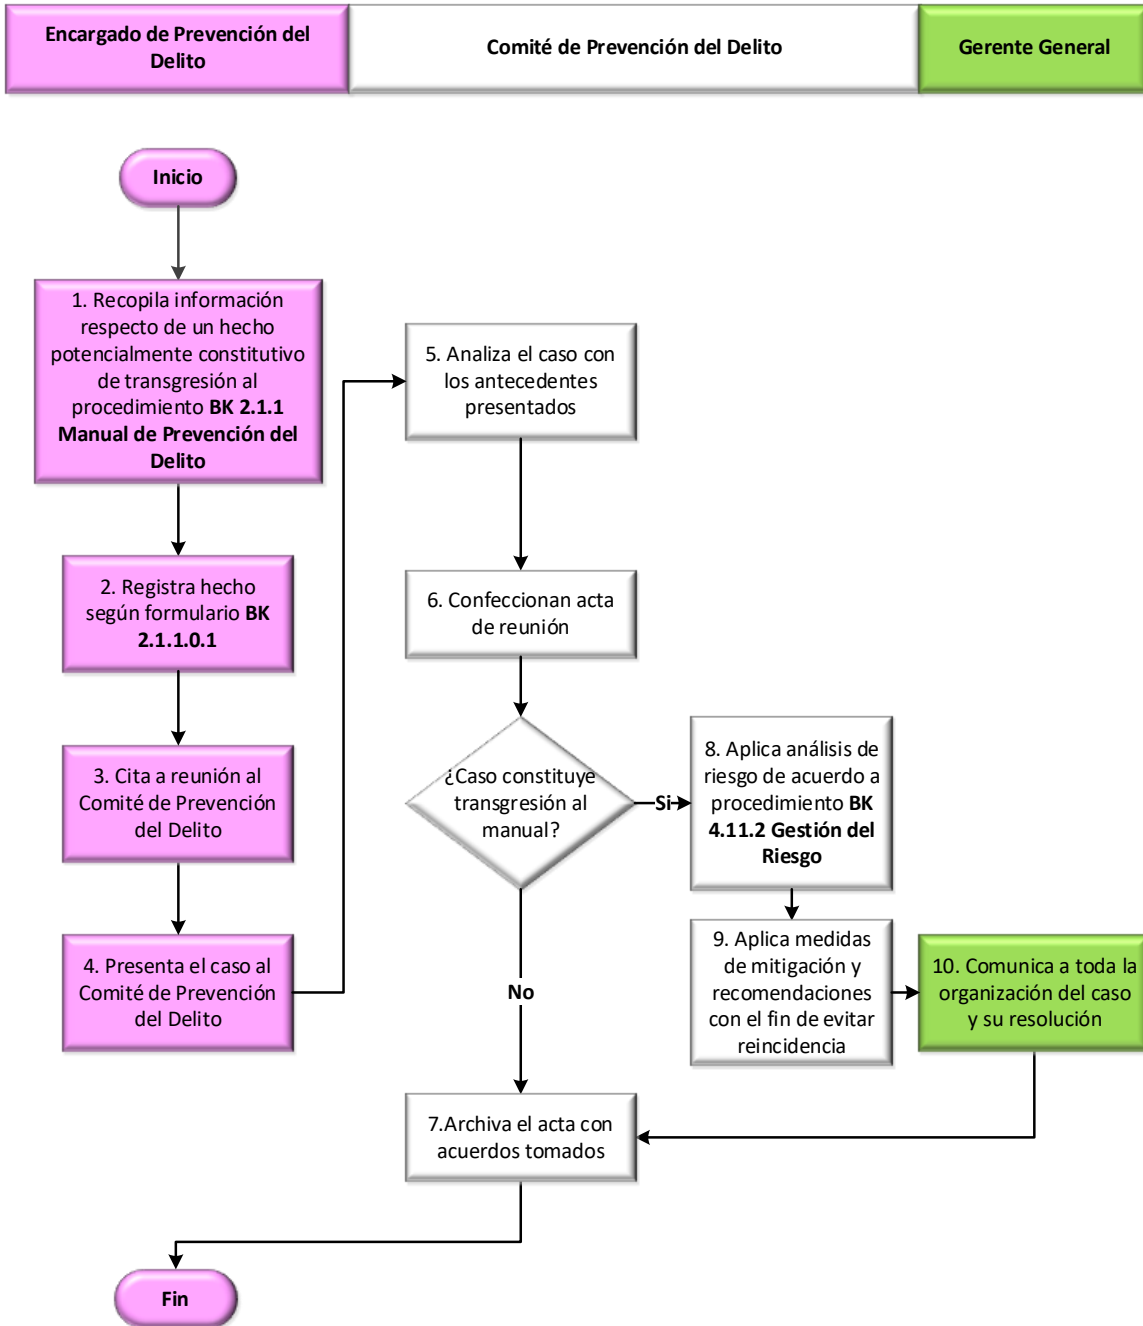 Encargado de Prevención del
Delito
Comité de Prevención del Delito
Gerente General
Inicio
1. Recopila información
respecto de un hecho
potencialmente constitutivo
de transgresión al
procedimiento BK 2.1.1
Manual de Prevención del
Delito
2. Registra hecho
según formulario BK
2.1.1.0.1
3. Cita a reunión al
Comité de Prevención
del Delito
4. Presenta el caso al
Comité de Prevención
del Delito
5. Analiza el caso con
los antecedentes
presentados
6. Confeccionan acta
de reunión
¿Caso constituye
transgresión al
manual?
Si
No
8. Aplica análisis de
riesgo de acuerdo a
procedimiento BK
4.11.2 Gestión del
Riesgo
9. Aplica medidas
de mitigación y
recomendaciones
con el fin de evitar
reincidencia
10. Comunica a toda la
organización del caso
y su resolución
7.Archiva el acta con
acuerdos tomados
Fin